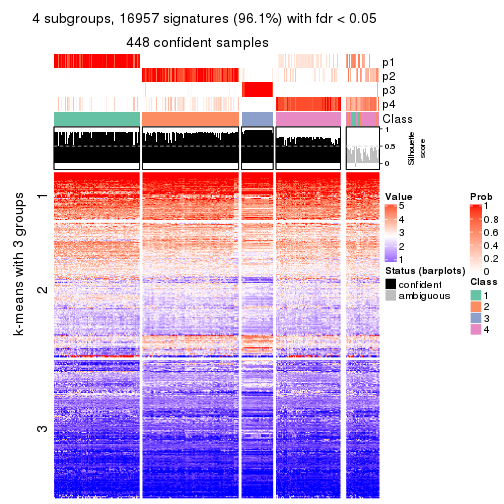 4 subgroups, 16957 signatures (96.1%) with fdr < 0.05
448 confident samples
p1
p2
p3
p4
Class
1
0.5
0
Silhouette
score
k-means with 3 groups
1
2
3
Value
5
4
3
2
1
Status (barplots)
confident
ambiguous
Prob
1
0.8
0.6
0.4
0.2
0
Class
1
2
3
4